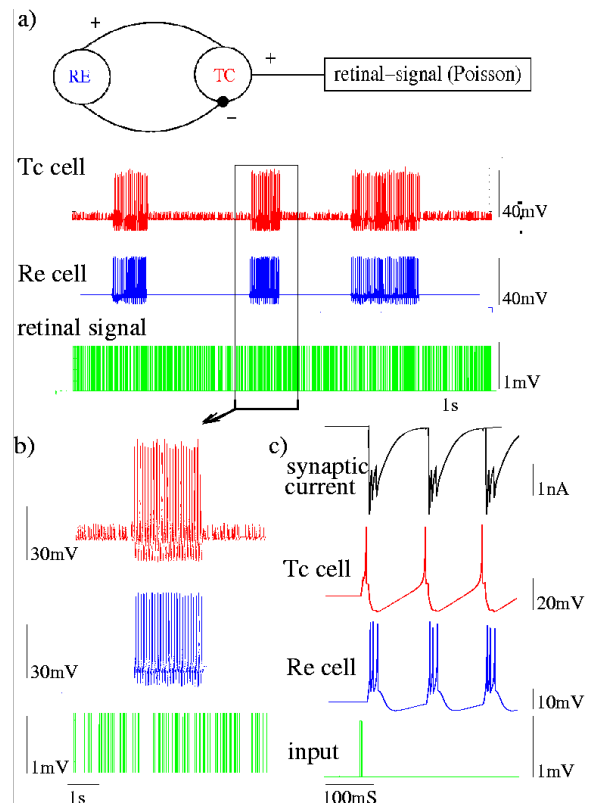 a)
+
+
RE
TC
retinal-signal (Poisson)
−
Tc cell
40mV
Re cell
40mV
retinal signal
1mV
1s
b)
c)
synaptic
current
1nA
30mV
Tc cell
20mV
30mV
Re cell
10mV
1mV
input
1mV
1s
100mS